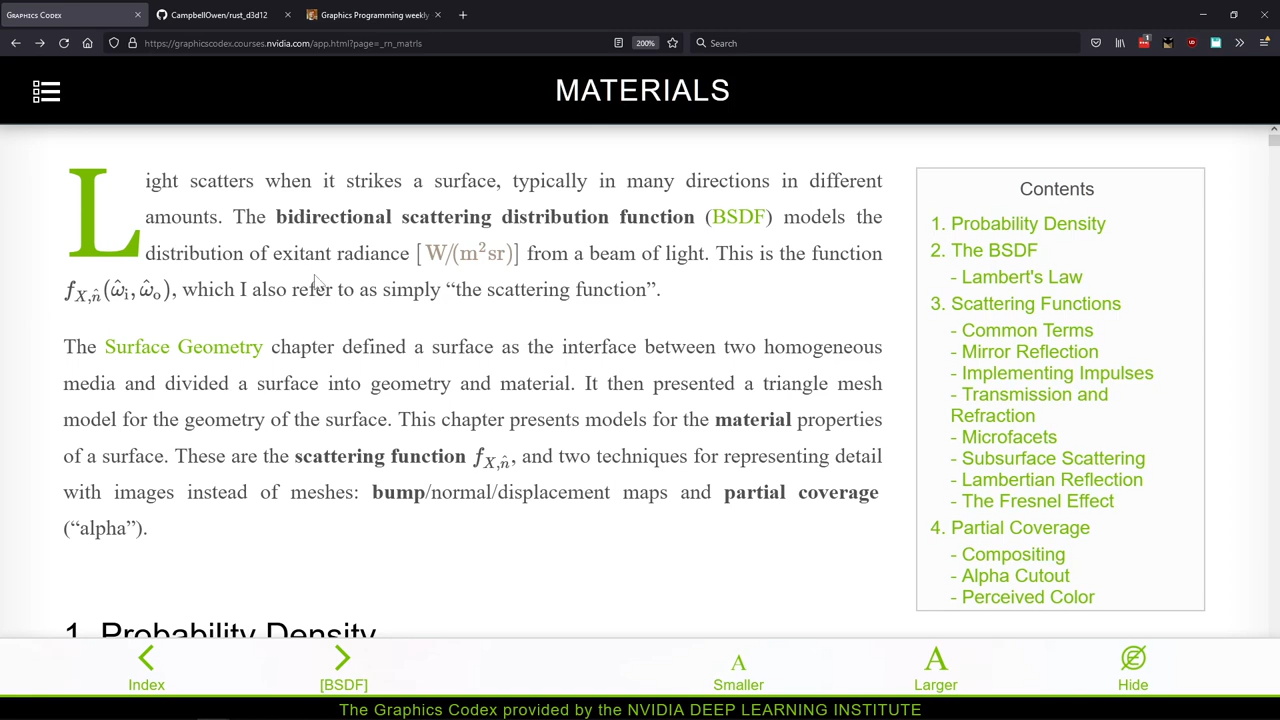 GRAPHICS CODEX
CampbellOwen/rust_d3d12
Graphics Programming weekly
https://graphicscodex.courses.nvidia.com/app.html?page=_rn_matrls
200%
Search
MATERIALS
Light scatters when it strikes a surface, typically in many directions in different
amounts. The bidirectional scattering distribution function (BSDF) models the
distribution of exitant radiance [W/(m²sr)] from a beam of light. This is the function
f_{X,n̂}(ω̂_i, ω̂_o), which I also refer to as simply “the scattering function”.
The Surface Geometry chapter defined a surface as the interface between two homogeneous
media and divided a surface into geometry and material. It then presented a triangle mesh
model for the geometry of the surface. This chapter presents models for the material properties
of a surface. These are the scattering function f_{X,n̂}, and two techniques for representing detail
with images instead of meshes: bump/normal/displacement maps and partial coverage
(“alpha”).
1. Probability Density
Contents
1. Probability Density
2. The BSDF
- Lambert's Law
3. Scattering Functions
- Common Terms
- Mirror Reflection
- Implementing Impulses
- Transmission and
Refraction
- Microfacets
- Subsurface Scattering
- Lambertian Reflection
- The Fresnel Effect
4. Partial Coverage
- Compositing
- Alpha Cutout
- Perceived Color
Index
[BSDF]
A
Smaller
A
Larger
Hide
The Graphics Codex provided by the NVIDIA DEEP LEARNING INSTITUTE